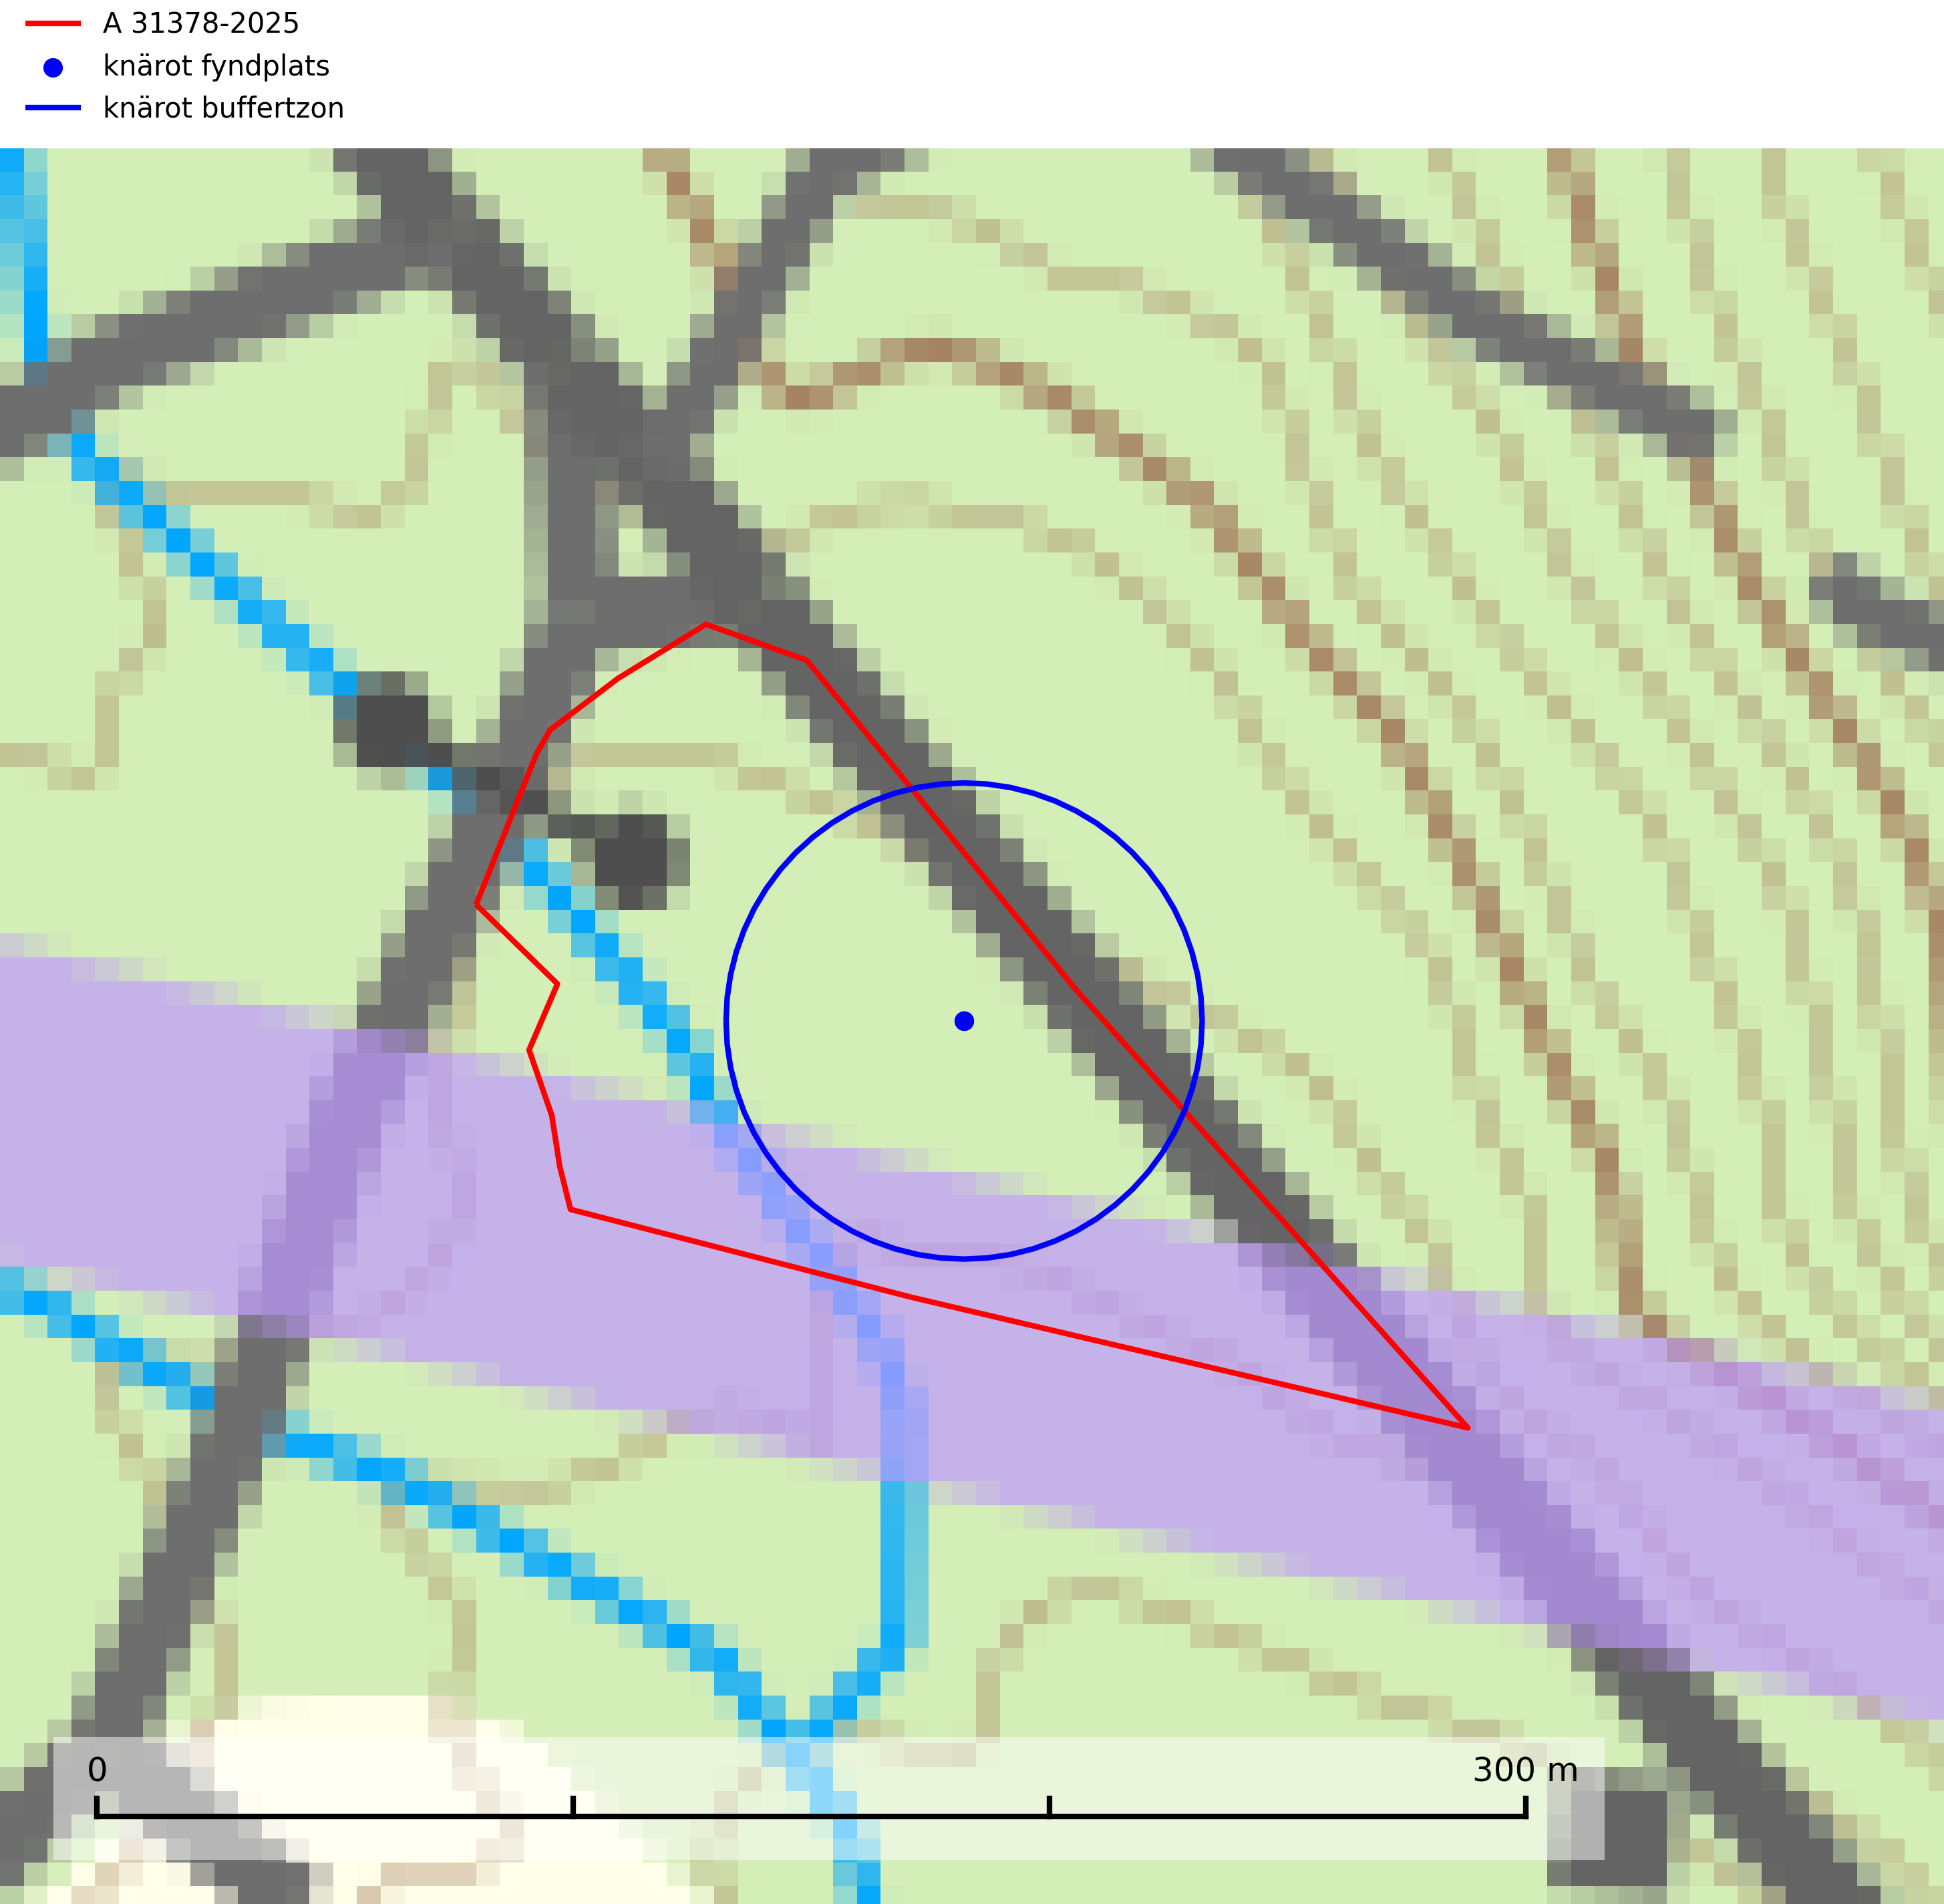 A 31378-2025
knärot fyndplats
knärot buffertzon
0
300 m